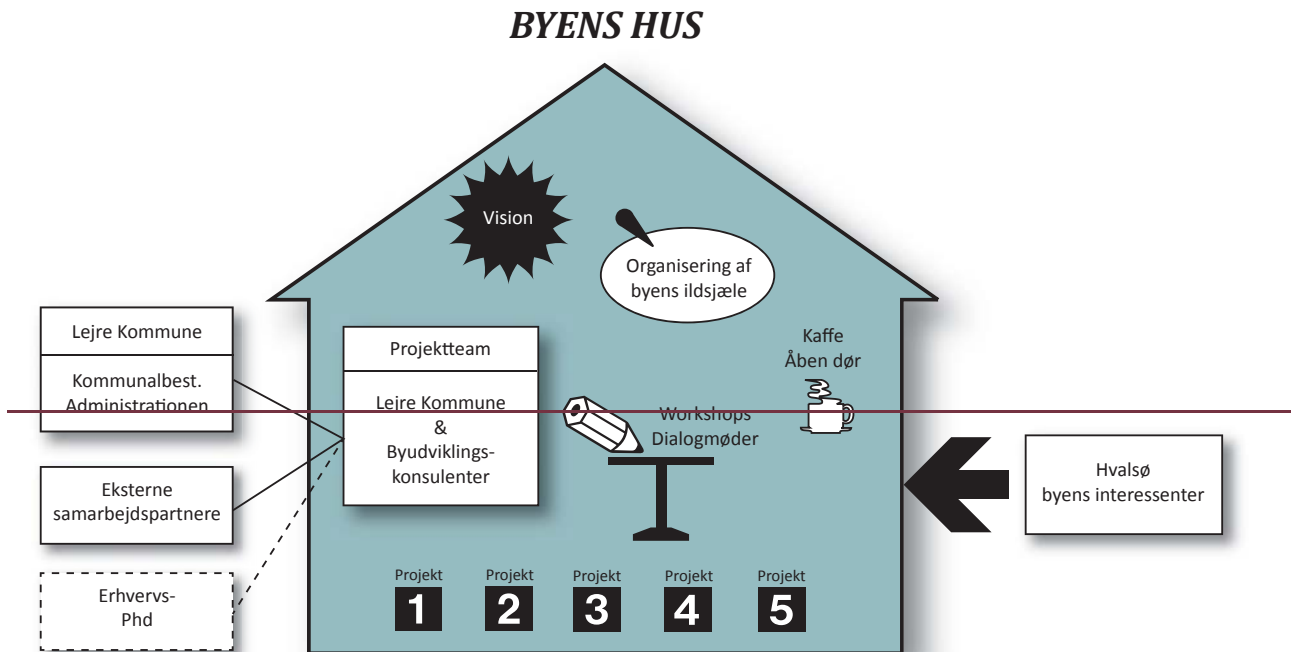 BYENS HUS
Vision
Organisering af
byens ildsjæle
Lejre Kommune
Kommunalbest.
Administrationen
Eksterne
samarbejdspartnere
Erhvervs-
Phd
Projektteam
Lejre Kommune
&
Byudviklings-
konsulenter
Kaffe
Åben dør
Workshops
Dialogmøder
Hvalsø
byens interessenter
Projekt Projekt Projekt Projekt Projekt
1 2 3 4 5